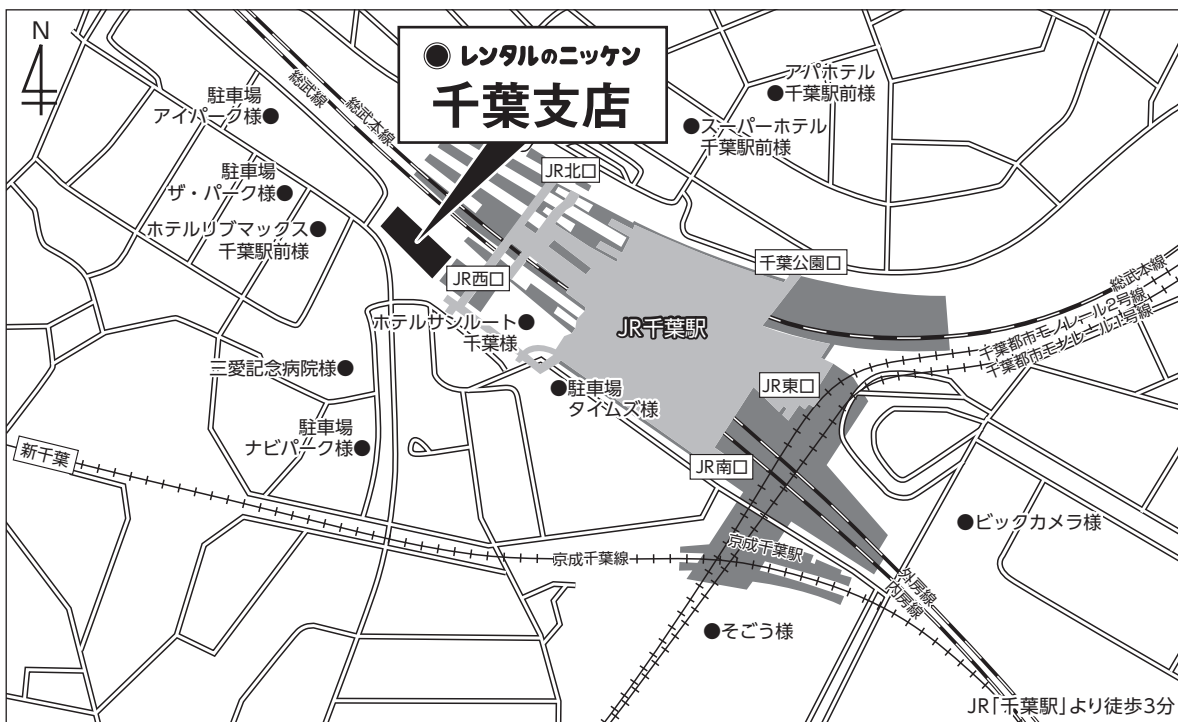 N
レンタルのニッケン
千葉支店
アパホテル
千葉駅前様
スーパーホテル
千葉駅前様
駐車場
アイパーク様
総武線
総武本線
駐車場
ザ・パーク様
JR北口
ホテルリブマックス
千葉駅前様
JR西口
千葉公園口
総武本線
千葉都市モノレール2号線
千葉都市モノレール1号線
ホテルサンルート
千葉様
JR千葉駅
三愛記念病院様
駐車場
タイムズ様
JR東口
駐車場
ナビパーク様
新千葉
JR南口
ビックカメラ様
京成千葉線
京成千葉駅
外房線
内房線
そごう様
JR「千葉駅」より徒歩3分